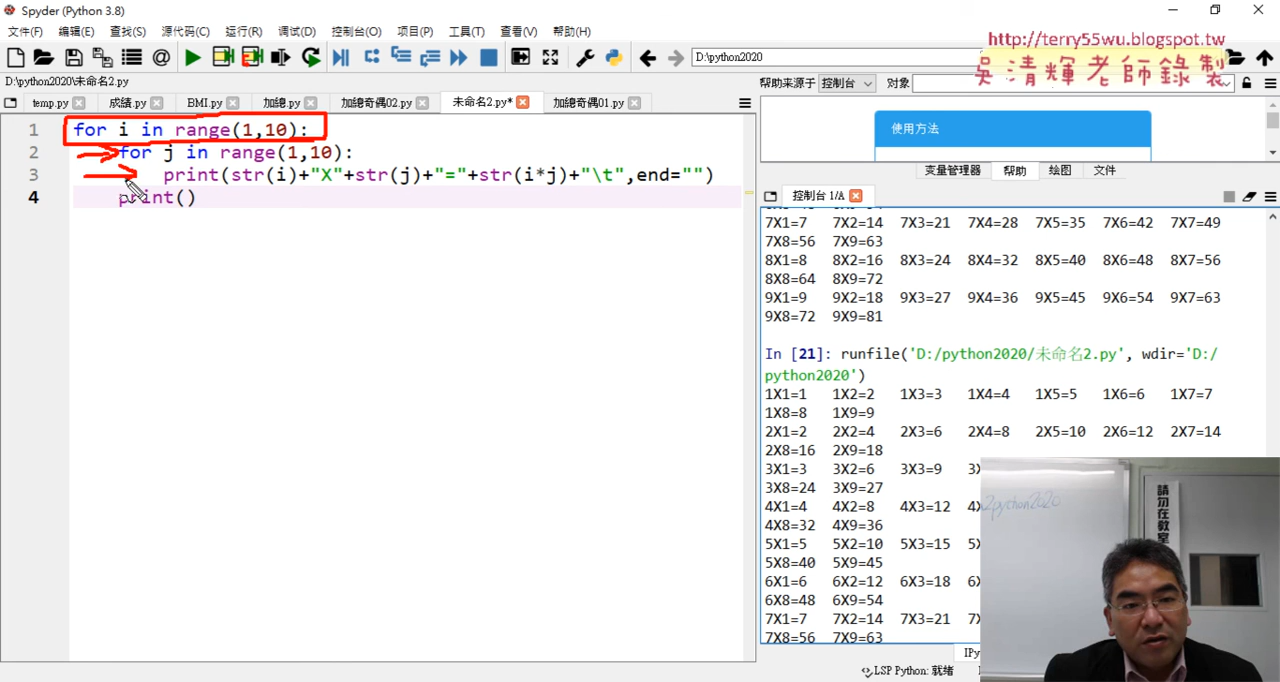 Spyder (Python 3.8)
文件(F) 编辑(E) 查找(S) 源代码(C) 运行(R) 调试(D) 控制台(O) 项目(P) 工具(T) 查看(V) 帮助(H)
http://terry55wu.blogspot.tw
吳清輝老師錄製
D:\python2020
D:\python2020\未命名2.py
帮助来源于 控制台 对象
temp.py 成績.py BMI.py 加總.py 加總奇偶02.py 未命名2.py* 加總奇偶01.py
1 for i in range(1,10):
2 for j in range(1,10):
3 print(str(i)+"X"+str(j)+"="+str(i*j)+"\t",end="")
4 print()
使用方法
变量管理器 帮助 绘图 文件
控制台 1/A
7X1=7 7X2=14 7X3=21 7X4=28 7X5=35 7X6=42 7X7=49
7X8=56 7X9=63
8X1=8 8X2=16 8X3=24 8X4=32 8X5=40 8X6=48 8X7=56
8X8=64 8X9=72
9X1=9 9X2=18 9X3=27 9X4=36 9X5=45 9X6=54 9X7=63
9X8=72 9X9=81
In [21]: runfile('D:/python2020/未命名2.py', wdir='D:/
python2020')
1X1=1 1X2=2 1X3=3 1X4=4 1X5=5 1X6=6 1X7=7
1X8=8 1X9=9
2X1=2 2X2=4 2X3=6 2X4=8 2X5=10 2X6=12 2X7=14
2X8=16 2X9=18
3X1=3 3X2=6 3X3=9
3X8=24 3X9=27
4X1=4 4X2=8 4X3=12
4X8=32 4X9=36
5X1=5 5X2=10 5X3=15
5X8=40 5X9=45
6X1=6 6X2=12 6X3=18
6X8=48 6X9=54
7X1=7 7X2=14 7X3=21
7X8=56 7X9=63
請勿在教室
LSP Python: 就绪